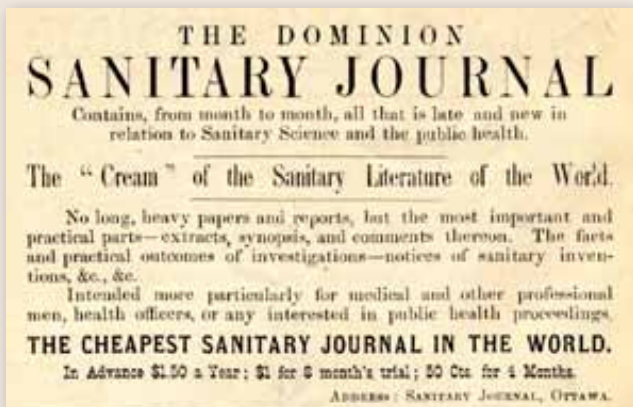 THE DOMINION
SANITARY JOURNAL
Contains, from month to month, all that is late and new in
relation to Sanitary Science and the public health.
The “Cream” of the Sanitary Literature of the World.
No long, heavy papers and reports, but the most important and
practical parts—extracts, synopsis, and comments thereon. The facts
and practical outcomes of investigations—notices of sanitary inven-
tions, &c., &c.
Intended more particularly for medical and other professional
men, health officers, or any interested in public health proceedings.
THE CHEAPEST SANITARY JOURNAL IN THE WORLD.
In Advance $1.50 a Year; $1 for 8 month's trial; 50 Cts. for 4 Months.
ADDRESS: SANITARY JOURNAL, OTTAWA.